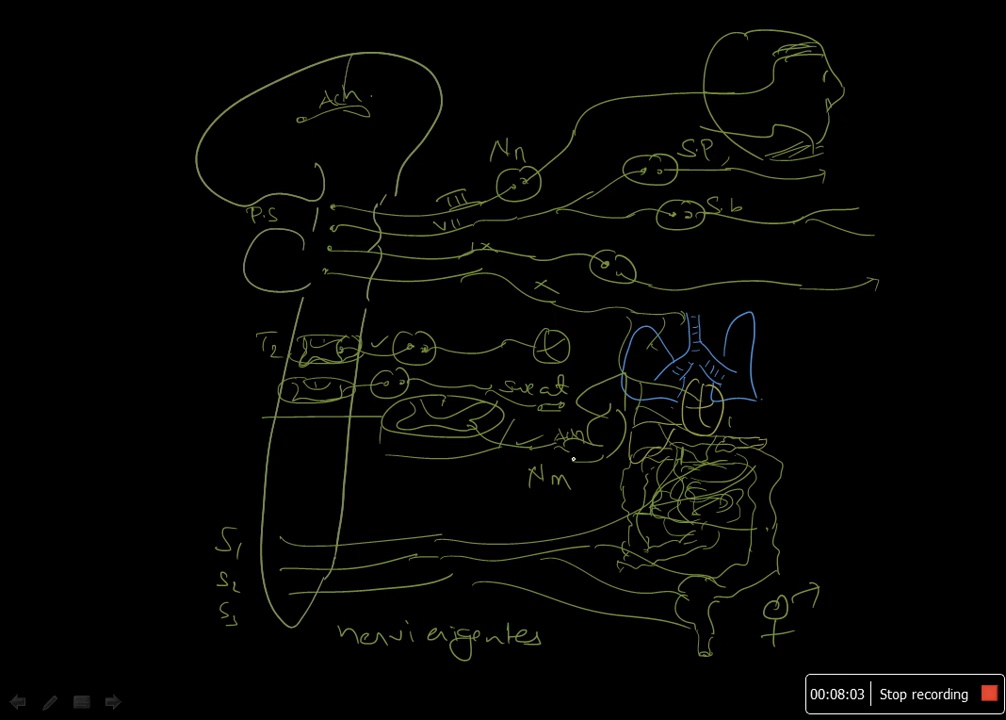 Ach.
Nn
S.P,
III
P.S
S.b
VII
IX
X
T2
sweat
Ach
Nm
S1
S2
S3
nervi erigentes
00:08:03 Stop recording